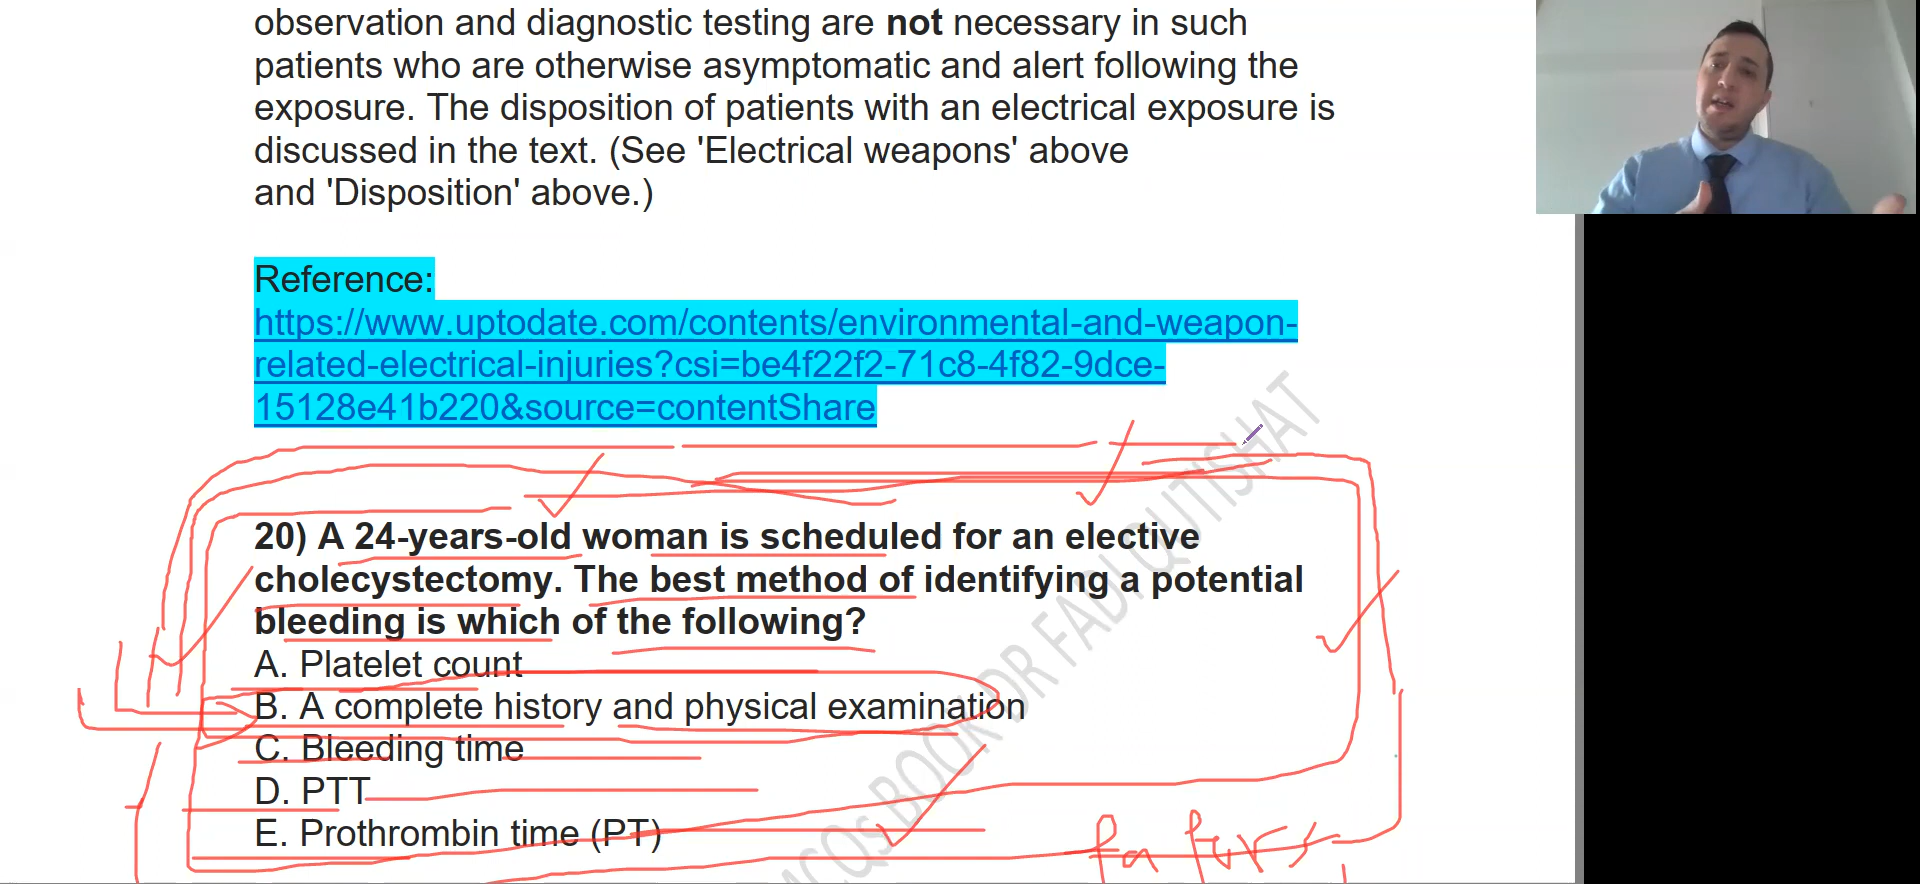 observation and diagnostic testing are not necessary in such
patients who are otherwise asymptomatic and alert following the
exposure. The disposition of patients with an electrical exposure is
discussed in the text. (See 'Electrical weapons' above
and 'Disposition' above.)
Reference:
https://www.uptodate.com/contents/environmental-and-weapon-
related-electrical-injuries?csi=be4f22f2-71c8-4f82-9dce-
15128e41b220&source=contentShare
20) A 24-years-old woman is scheduled for an elective
cholecystectomy. The best method of identifying a potential
bleeding is which of the following?
A. Platelet count
B. A complete history and physical examination
C. Bleeding time
D. PTT
E. Prothrombin time (PT)
MCQs BOOK DR FADI QUTISHAT